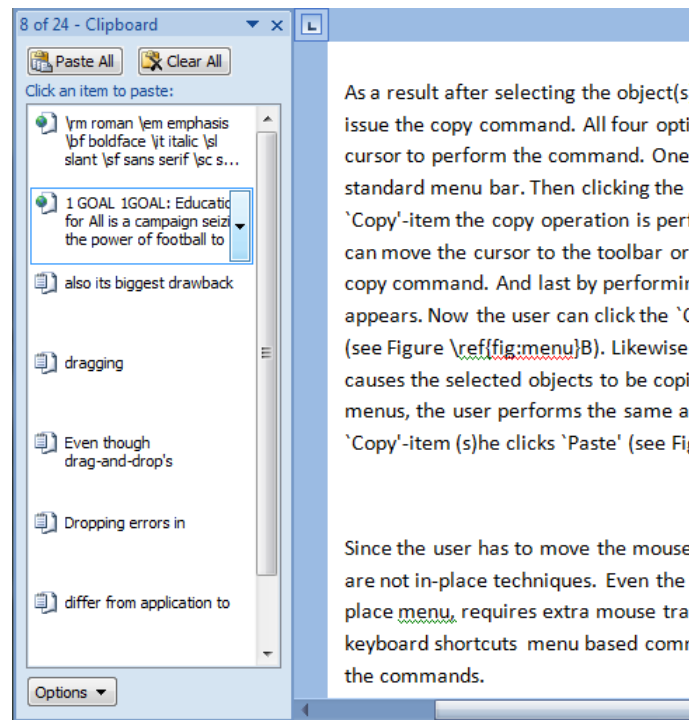 8 of 24 - Clipboard
Paste All Clear All
Click an item to paste:
\rm roman \em emphasis
\bf boldface \it italic \sl
slant \sf sans serif \sc s...
1 GOAL 1GOAL: Educatio
for All is a campaign seizi
the power of football to
also its biggest drawback
dragging
Even though
drag-and-drop's
Dropping errors in
differ from application to
Options
L
As a result after selecting the object(s
issue the copy command. All four opti
cursor to perform the command. One
standard menu bar. Then clicking the
`Copy'-item the copy operation is perf
can move the cursor to the toolbar or
copy command. And last by performin
appears. Now the user can click the `C
(see Figure \ref{fig:menu}B). Likewise
causes the selected objects to be copi
menus, the user performs the same a
`Copy'-item (s)he clicks `Paste' (see Fig
Since the user has to move the mouse
are not in-place techniques. Even the
place menu, requires extra mouse tra
keyboard shortcuts menu based comm
the commands.